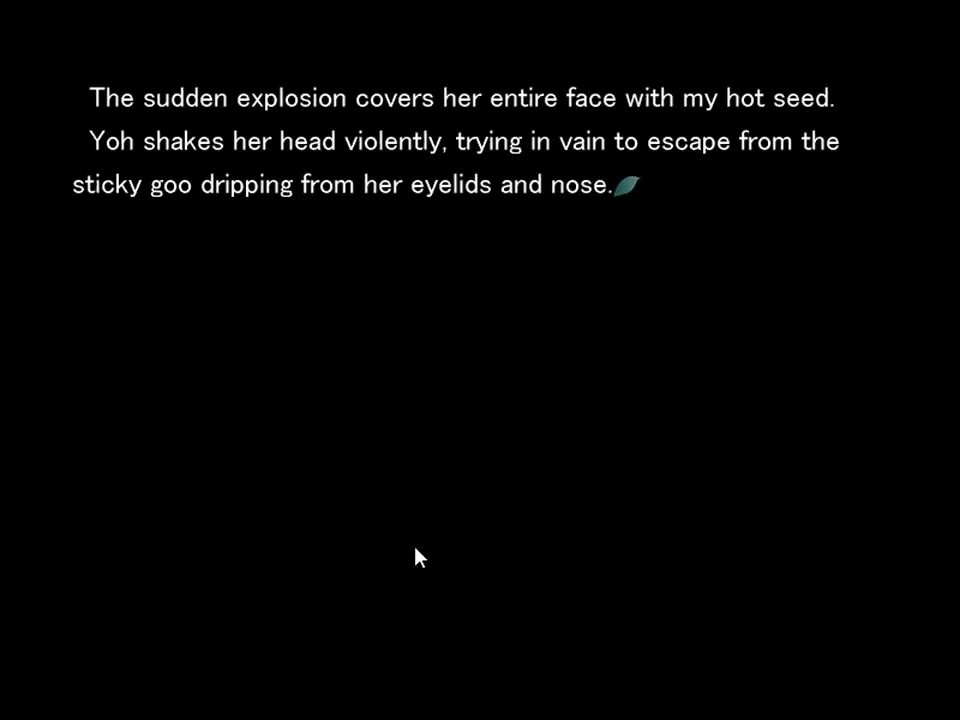 The sudden explosion covers her entire face with my hot seed.
Yoh shakes her head violently, trying in vain to escape from the
sticky goo dripping from her eyelids and nose.